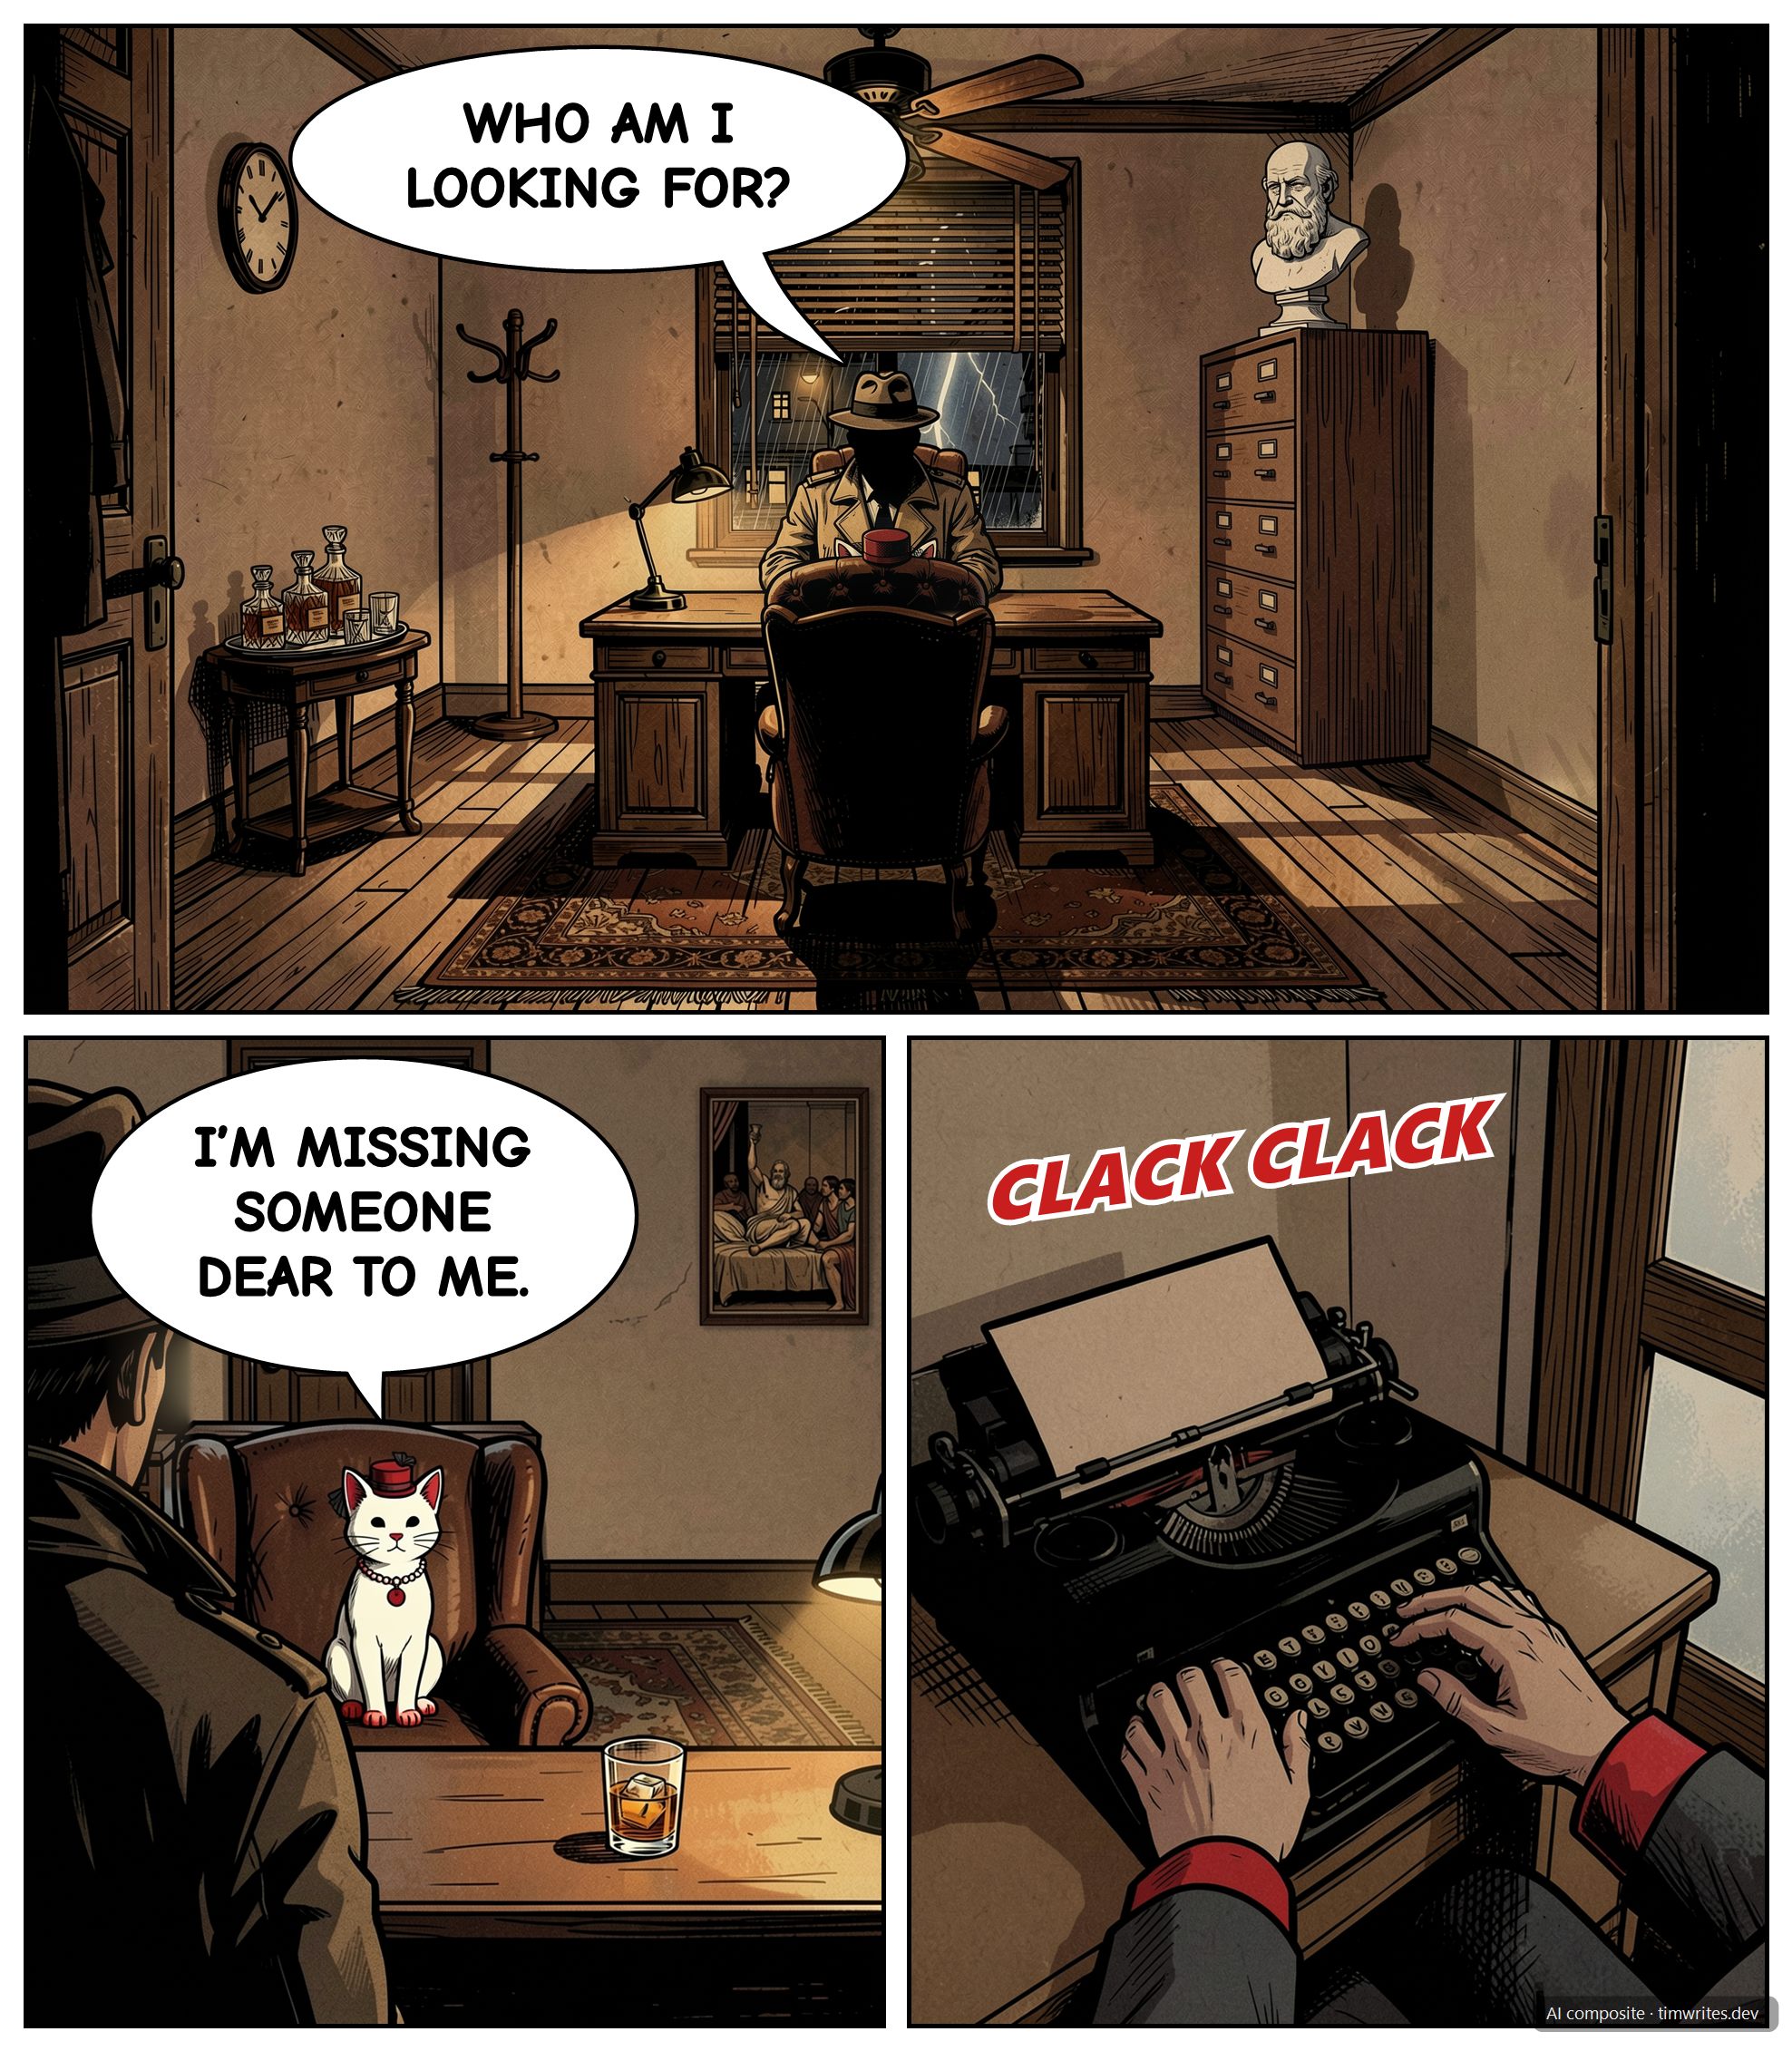 WHO AM I
LOOKING FOR?
I'M MISSING
SOMEONE
DEAR TO ME.
CLACK CLACK
AI composite · timwrites.dev